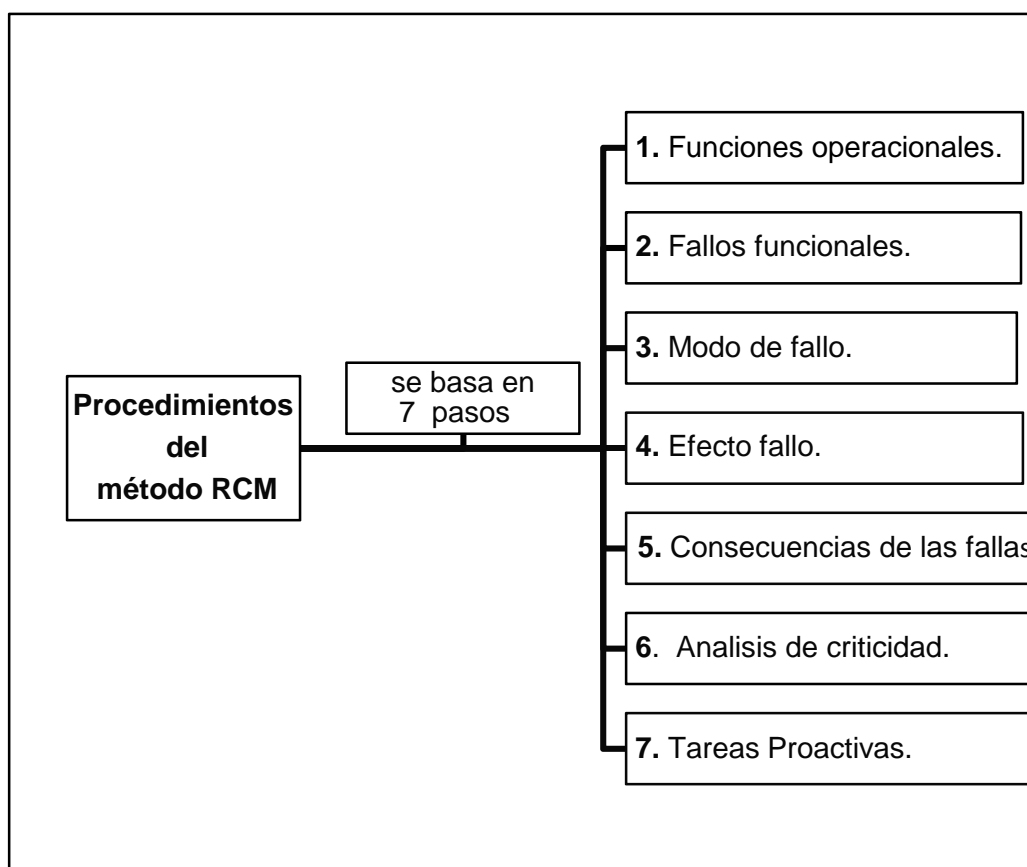 Procedimientos
del
método RCM
se basa en
7 pasos
1. Funciones operacionales.
2. Fallos funcionales.
3. Modo de fallo.
4. Efecto fallo.
5. Consecuencias de las fallas
6. Analisis de criticidad.
7. Tareas Proactivas.